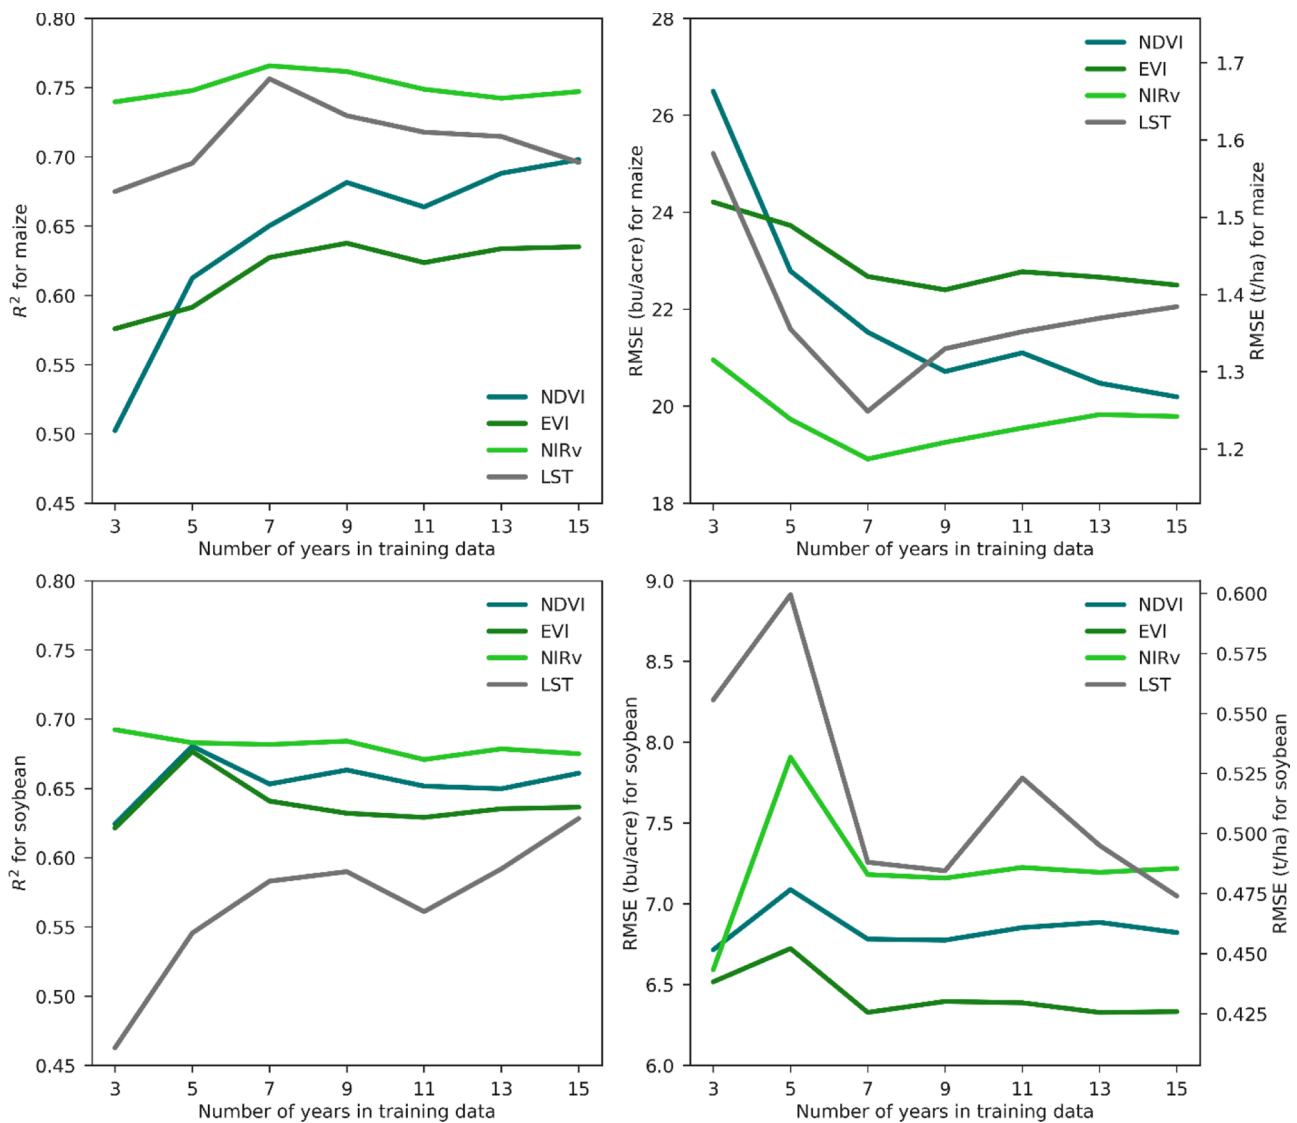 0.80
0.75
0.70
0.65
0.60
0.55
0.50
0.45
R² for maize
NDVI
EVI
NIRv
LST
3 5 7 9 11 13 15
Number of years in training data
28
26
24
22
20
18
RMSE (bu/acre) for maize
NDVI
EVI
NIRv
LST
1.7
1.6
1.5
1.4
1.3
1.2
RMSE (t/ha) for maize
3 5 7 9 11 13 15
Number of years in training data
0.80
0.75
0.70
0.65
0.60
0.55
0.50
0.45
R² for soybean
NDVI
EVI
NIRv
LST
3 5 7 9 11 13 15
Number of years in training data
9.0
8.5
8.0
7.5
7.0
6.5
6.0
RMSE (bu/acre) for soybean
NDVI
EVI
NIRv
LST
0.600
0.575
0.550
0.525
0.500
0.475
0.450
0.425
RMSE (t/ha) for soybean
3 5 7 9 11 13 15
Number of years in training data